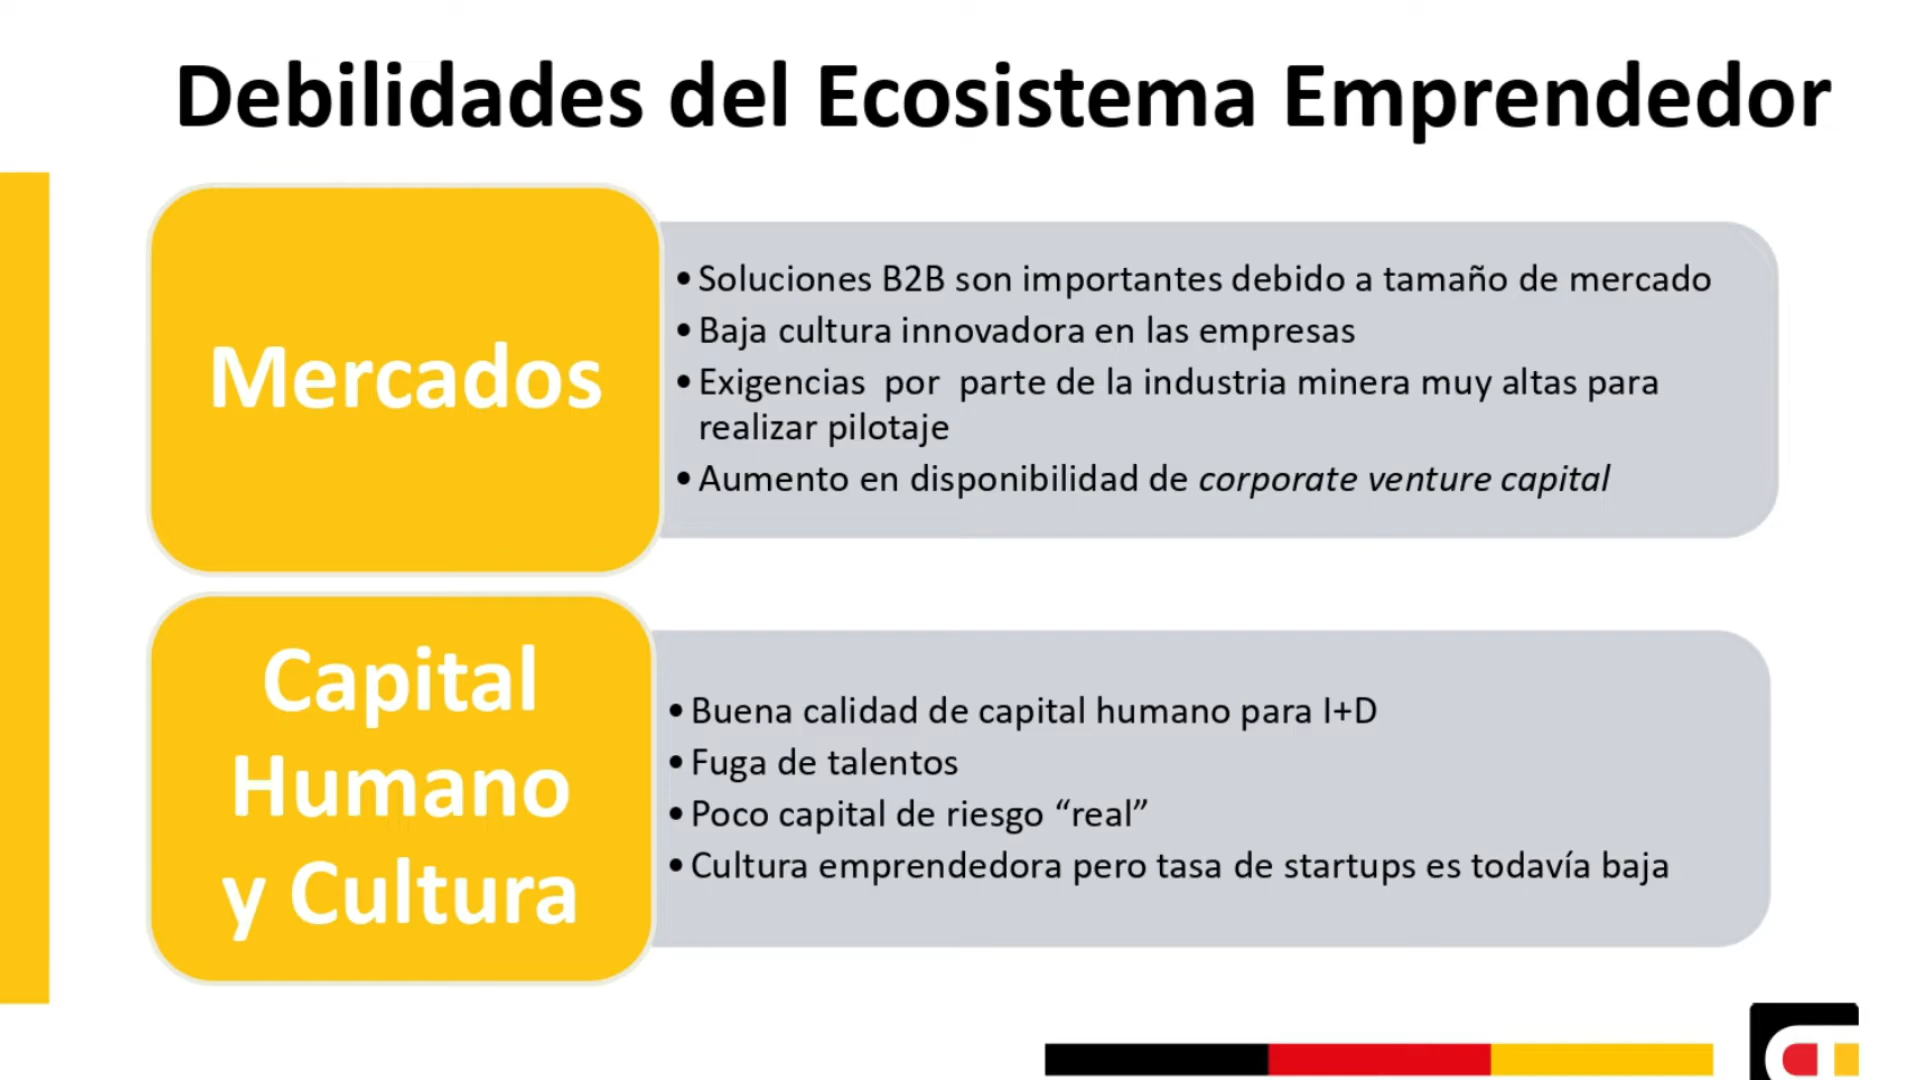 Debilidades del Ecosistema Emprendedor
Mercados
•Soluciones B2B son importantes debido a tamaño de mercado
•Baja cultura innovadora en las empresas
•Exigencias por parte de la industria minera muy altas para
realizar pilotaje
•Aumento en disponibilidad de corporate venture capital
Capital
Humano
y Cultura
•Buena calidad de capital humano para I+D
•Fuga de talentos
•Poco capital de riesgo “real”
•Cultura emprendedora pero tasa de startups es todavía baja